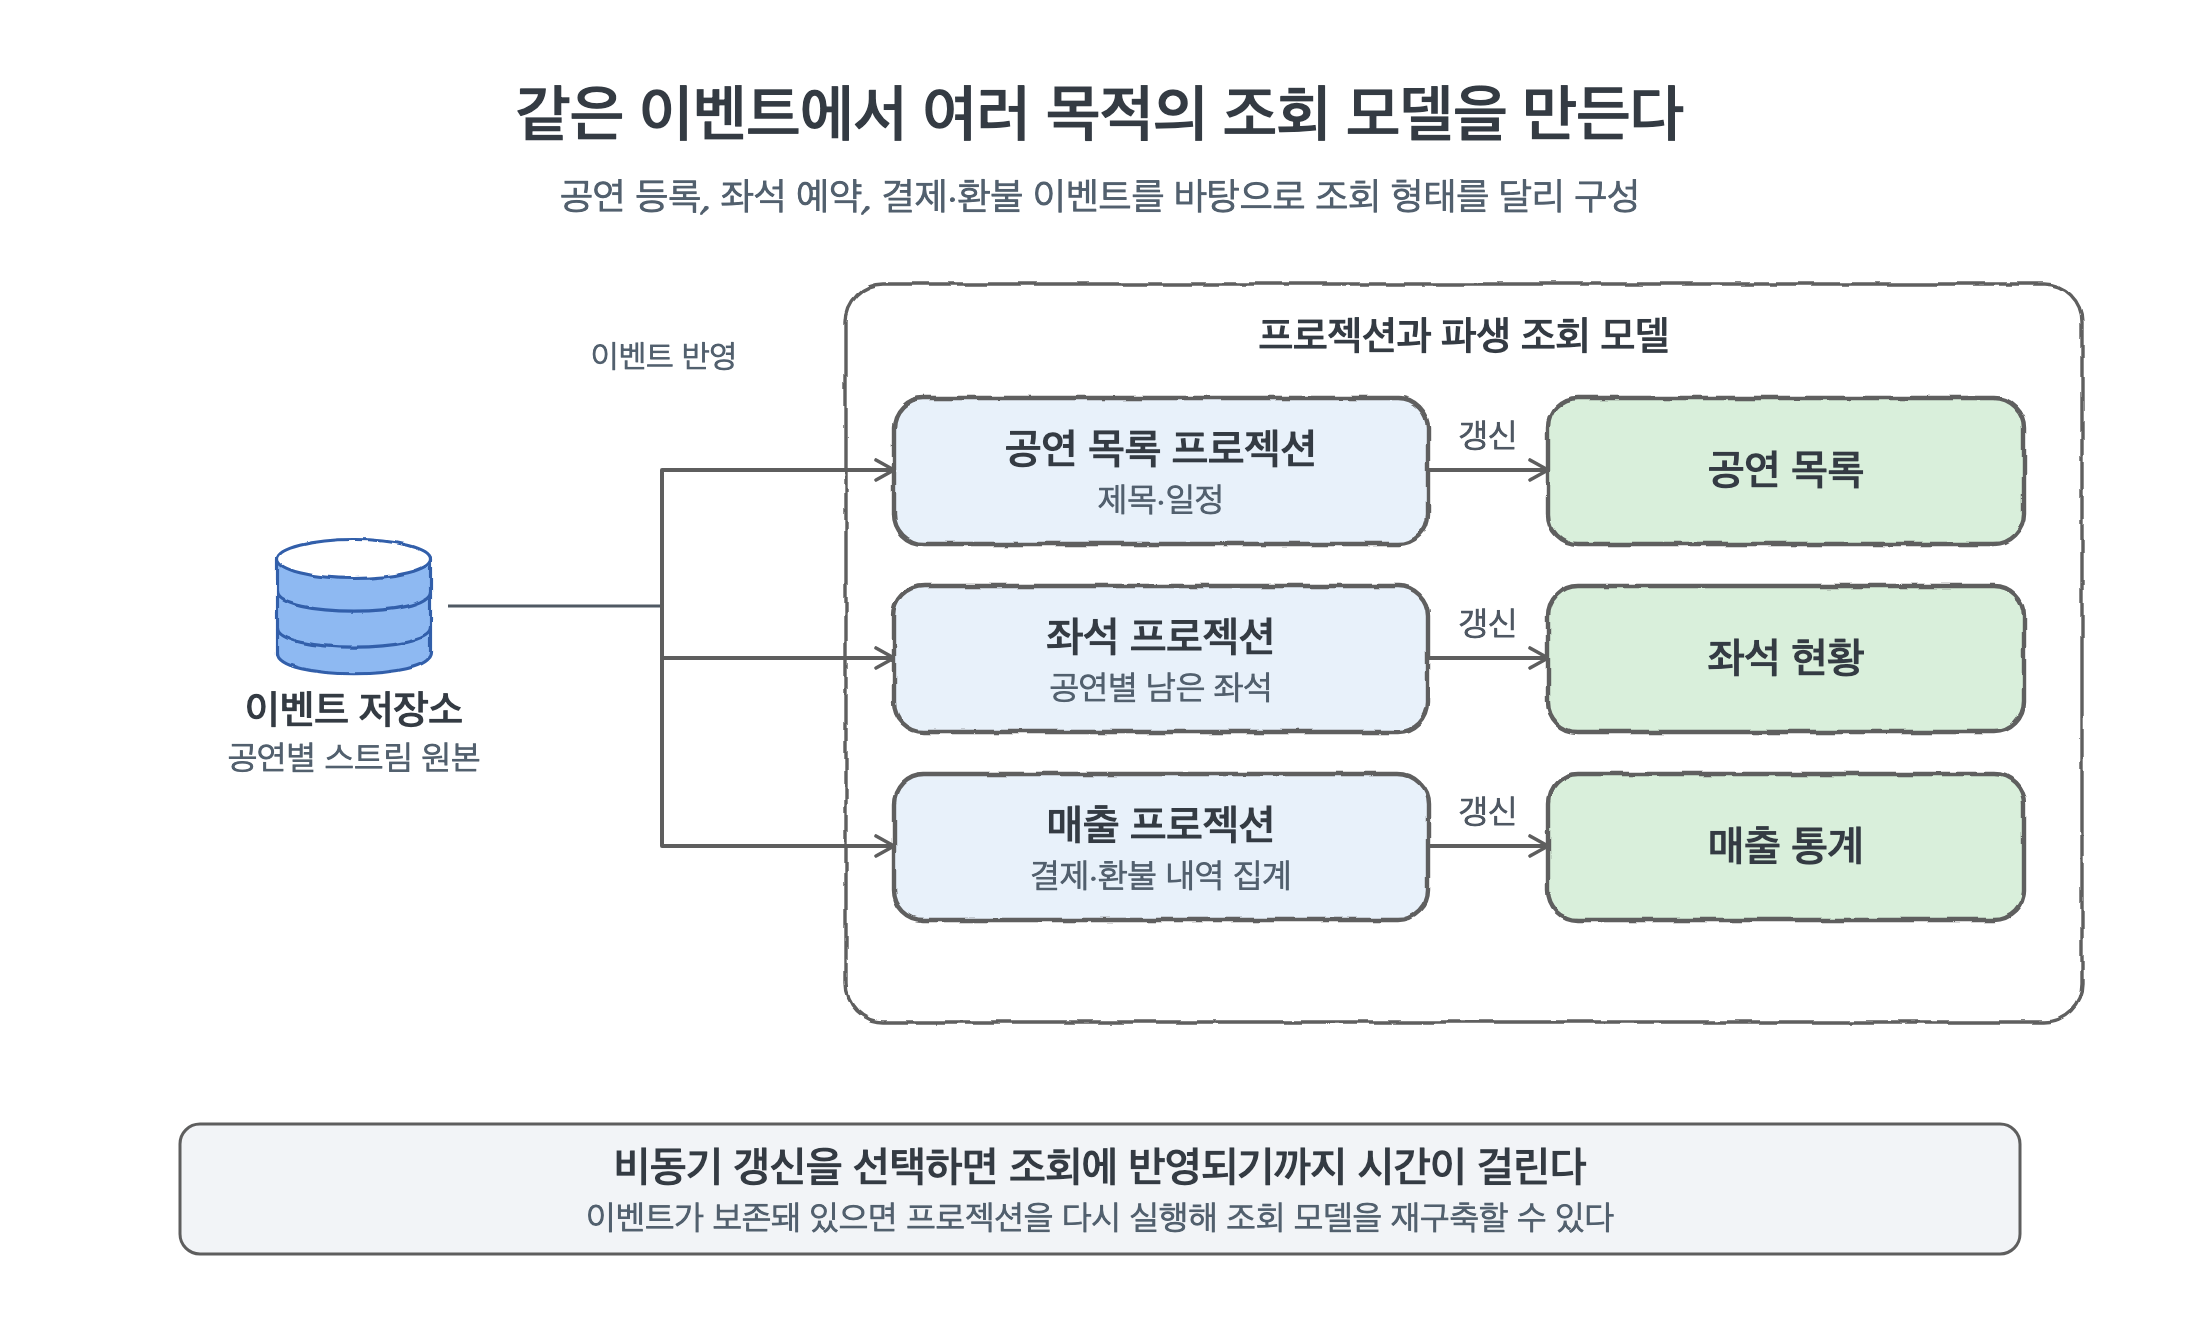 같은 이벤트에서 여러 목적의 조회 모델을 만든다
공연 등록, 좌석 예약, 결제·환불 이벤트를 바탕으로 조회 형태를 달리 구성
이벤트 반영
프로젝션과 파생 조회 모델
공연 목록 프로젝션
제목·일정
갱신
공연 목록
이벤트 저장소
공연별 스트림 원본
좌석 프로젝션
공연별 남은 좌석
갱신
좌석 현황
매출 프로젝션
결제·환불 내역 집계
갱신
매출 통계
비동기 갱신을 선택하면 조회에 반영되기까지 시간이 걸린다
이벤트가 보존돼 있으면 프로젝션을 다시 실행해 조회 모델을 재구축할 수 있다